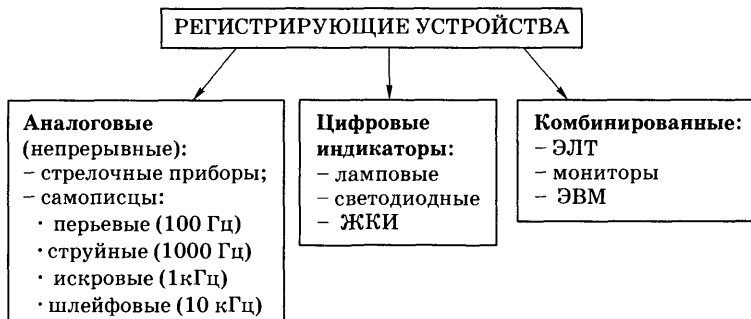 РЕГИСТРИРУЮЩИЕ УСТРОЙСТВА
Аналоговые
(непрерывные):
– стрелочные приборы;
– самописцы:
· перьевые (100 Гц)
· струйные (1000 Гц)
· искровые (1кГц)
· шлейфовые (10 кГц)
Цифровые
индикаторы:
– ламповые
– светодиодные
– ЖКИ
Комбинированные:
– ЭЛТ
– мониторы
– ЭВМ